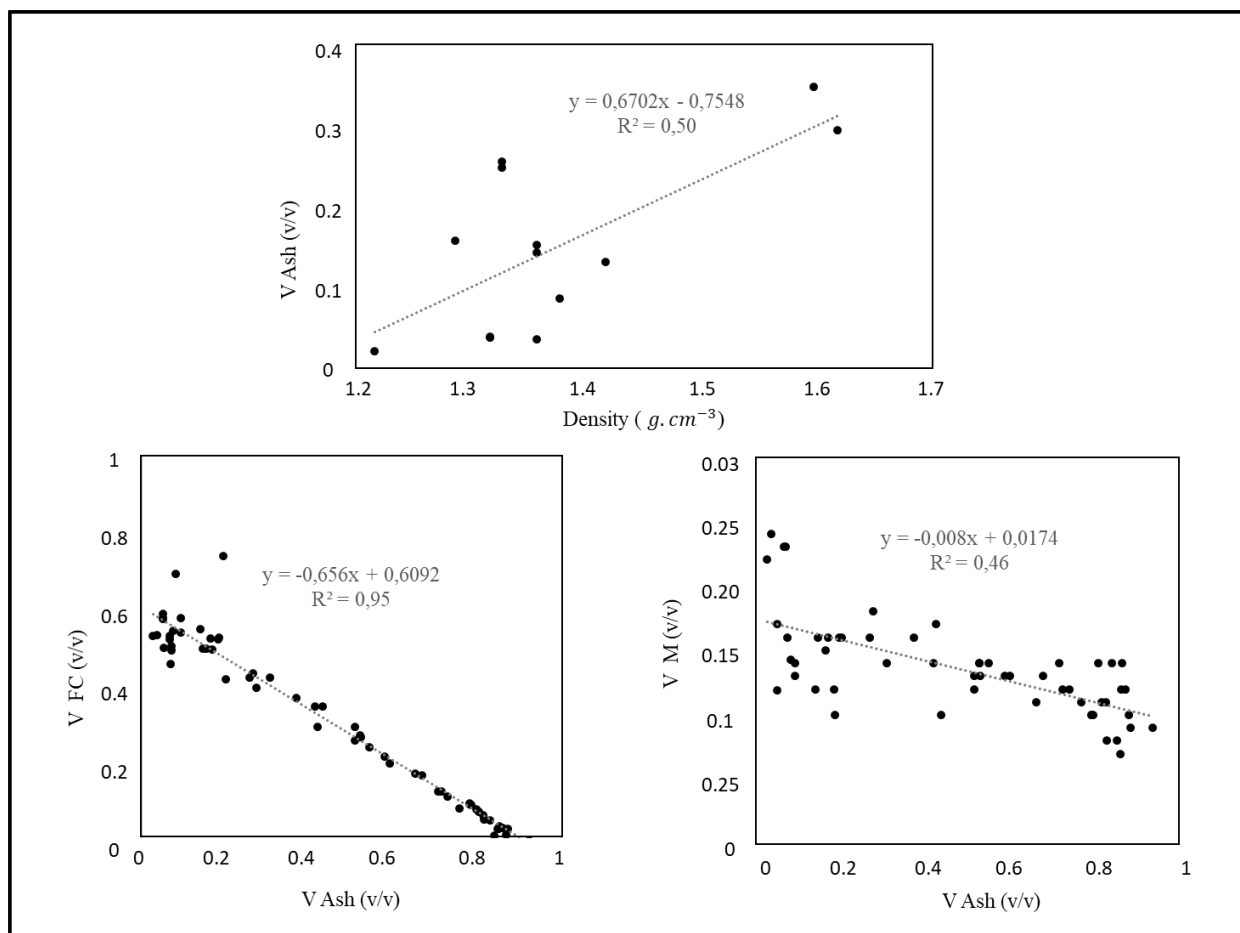 0.4
y = 0,6702x - 0,7548
R² = 0,50
0.3
V Ash (v/v)
0.2
0.1
0
1.2 1.3 1.4 1.5 1.6 1.7
Density ( g.cm⁻³)
1
0.8
y = -0,656x + 0,6092
R² = 0,95
0.6
V FC (v/v)
0.4
0.2
0
0 0.2 0.4 0.6 0.8 1
V Ash (v/v)
0.03
0.25
y = -0,008x + 0,0174
R² = 0,46
0.20
V M (v/v)
0.15
0.1
0.25
0
0 0.2 0.4 0.6 0.8 1
V Ash (v/v)